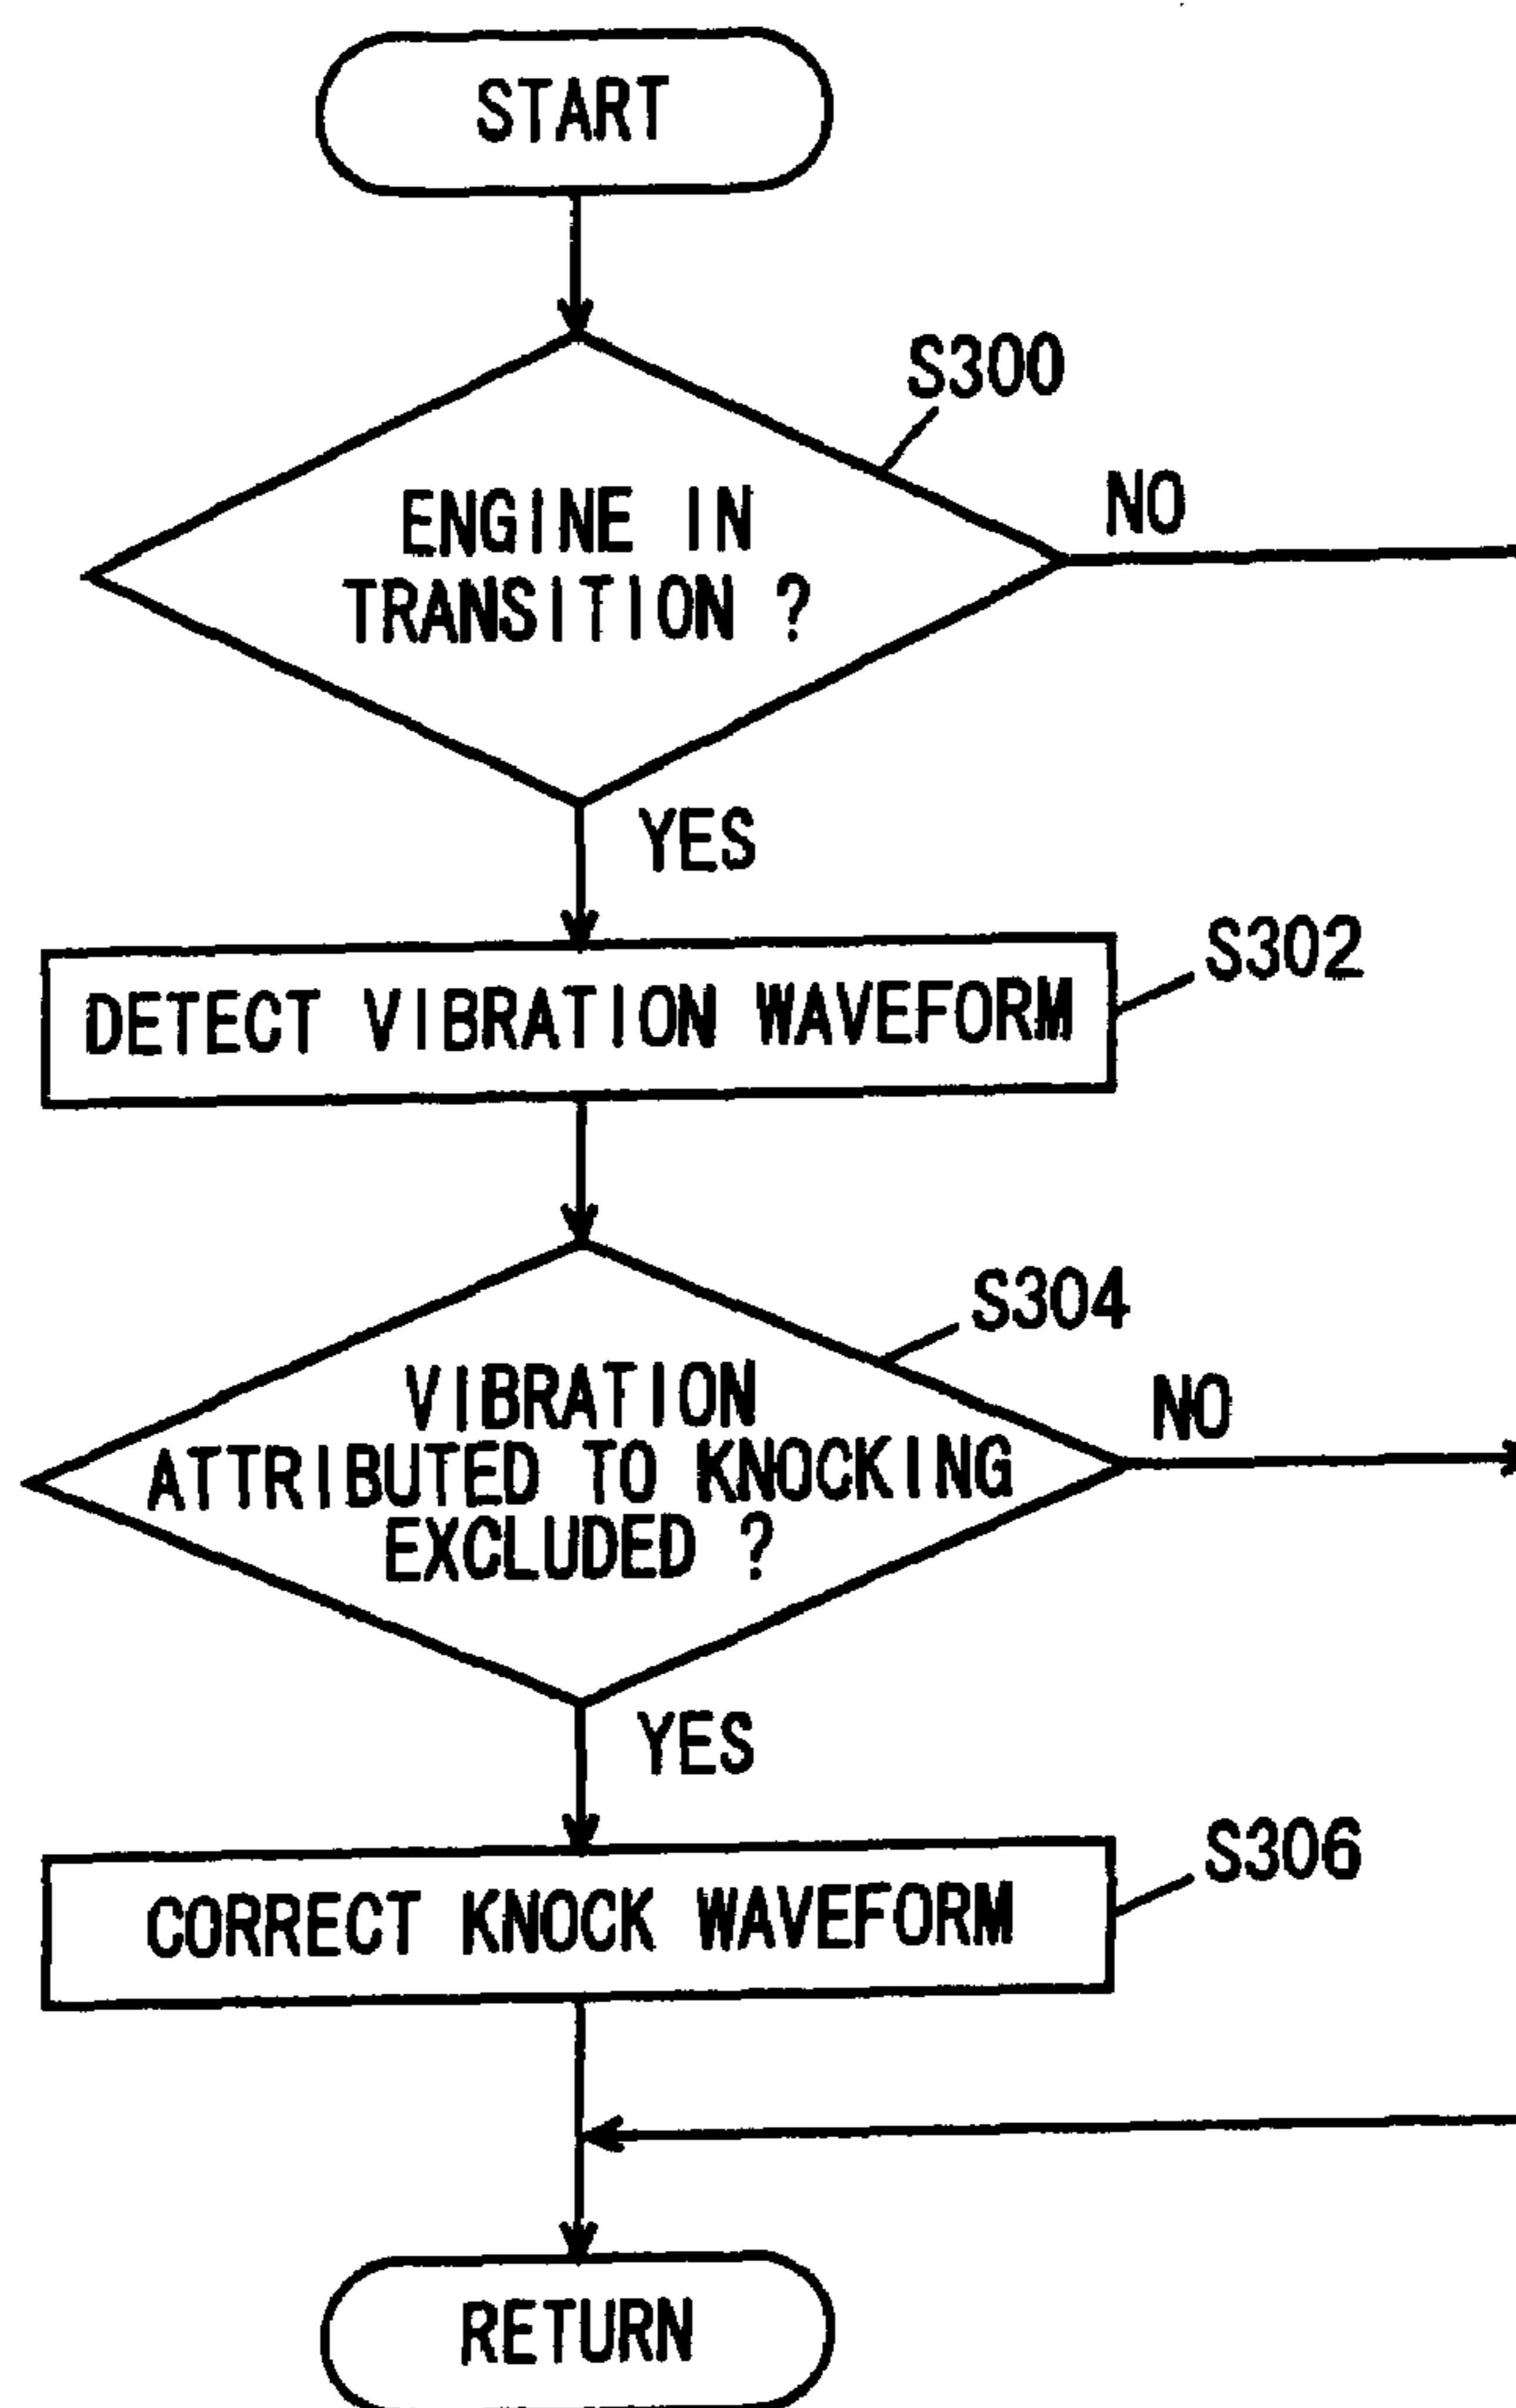 START
S300
ENGINE IN
TRANSITION ?
NO
YES
S302
DETECT VIBRATION WAVEFORM
S304
VIBRATION
ATTRIBUTED TO KNOCKING
EXCLUDED ?
NO
YES
S306
CORRECT KNOCK WAVEFORM
RETURN